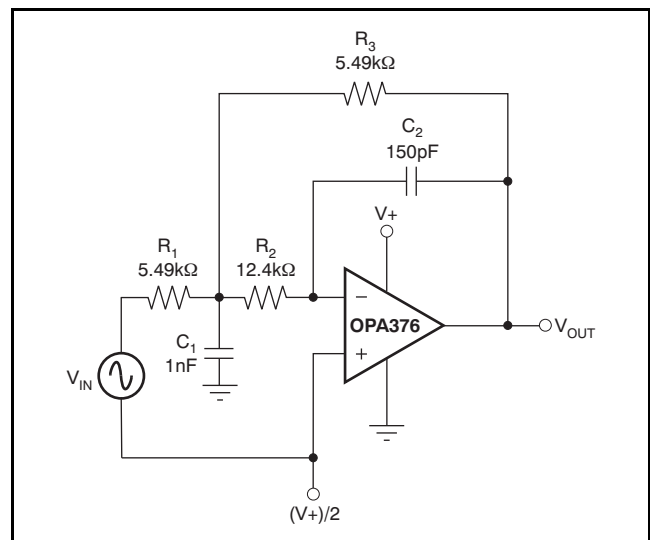 R3
5.49kΩ
C2
150pF
V+
R1
5.49kΩ
R2
12.4kΩ
−
OPA376
+
VOUT
C1
1nF
VIN
(V+)/2